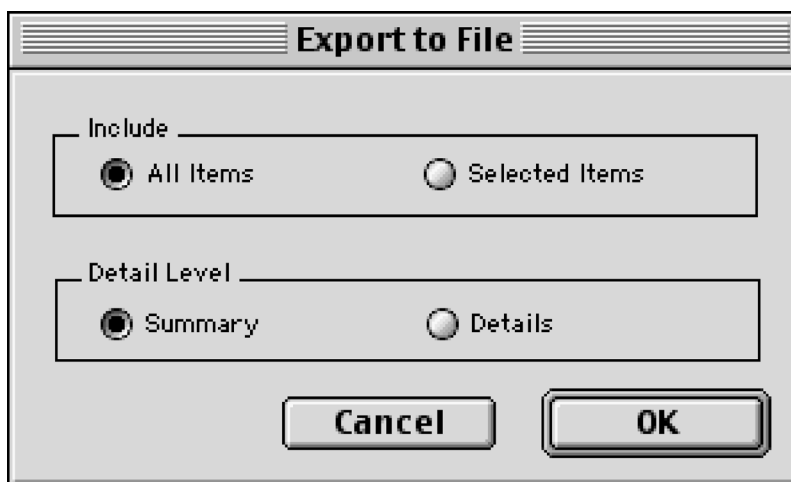 Export to File
Include
All Items Selected Items
Detail Level
Summary Details
Cancel OK